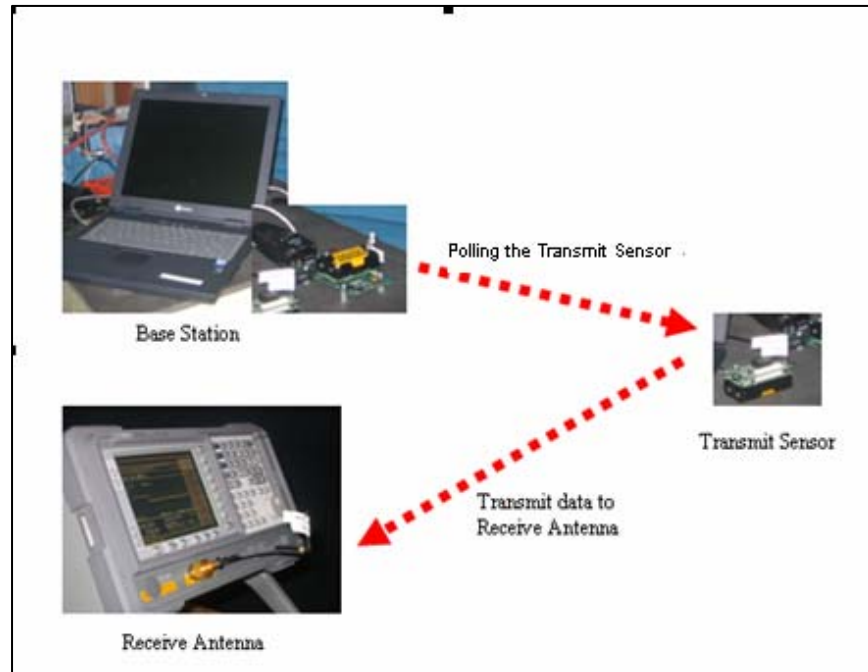 Polling the Transmit Sensor .
Base Station
Transmit Sensor
Transmit data to
Receive Antenna
Receive Antenna